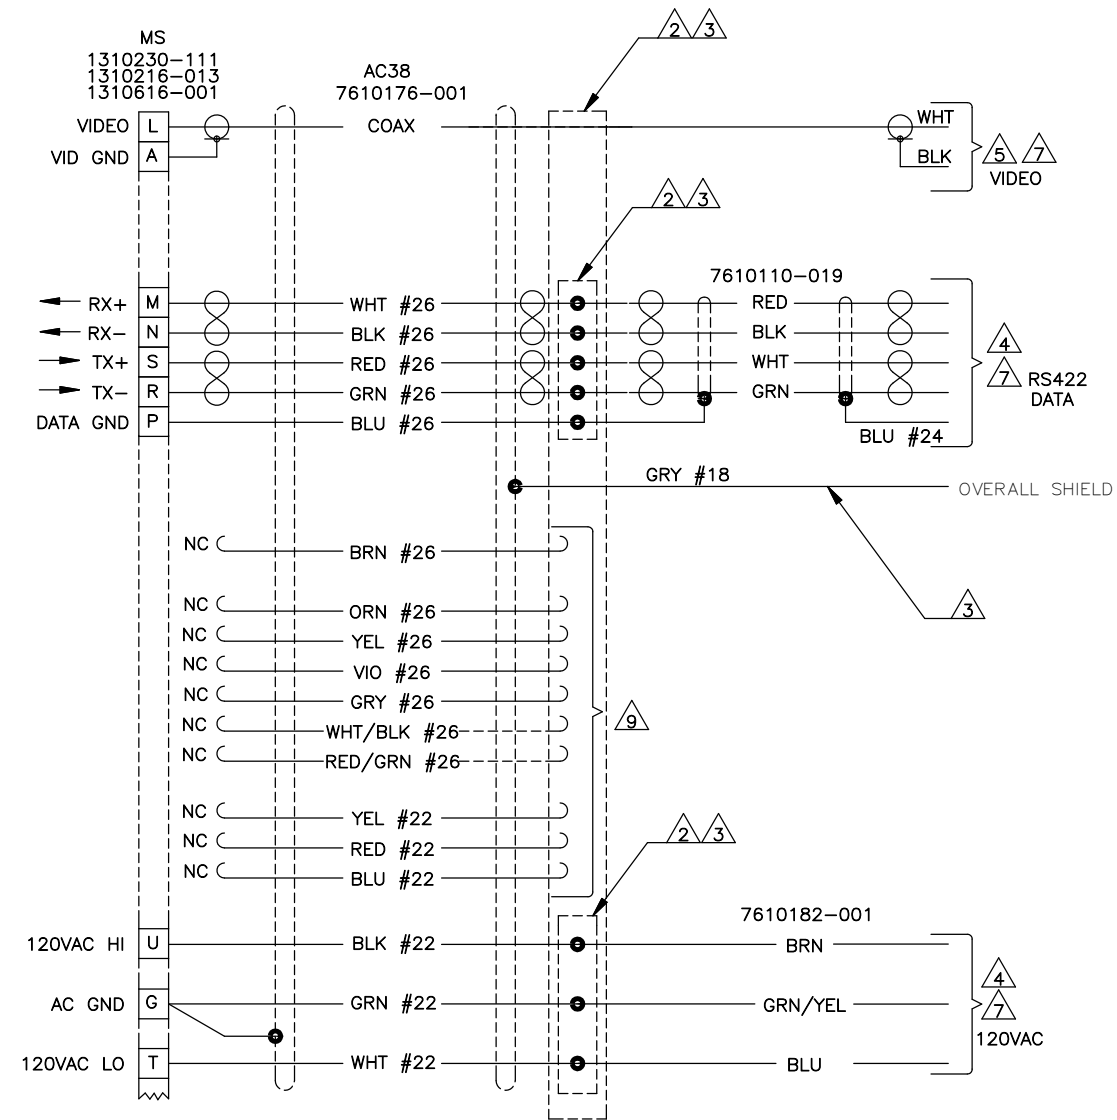 2 3
MS
1310230-111
1310216-013
1310616-001
AC38
7610176-001
VIDEO L COAX WHT
VID GND A BLK
5 7
VIDEO
2 3
7610110-019
RX+ M WHT #26 RED
RX- N BLK #26 BLK
TX+ S RED #26 WHT
TX- R GRN #26 GRN
DATA GND P BLU #26 BLU #24
4
7 RS422
DATA
GRY #18
OVERALL SHIELD
3
NC BRN #26
NC ORN #26
NC YEL #26
NC VIO #26
NC GRY #26
NC WHT/BLK #26
NC RED/GRN #26
9
NC YEL #22
NC RED #22
NC BLU #22
2 3
7610182-001
120VAC HI U BLK #22 BRN
AC GND G GRN #22 GRN/YEL
120VAC LO T WHT #22 BLU
4
7
120VAC